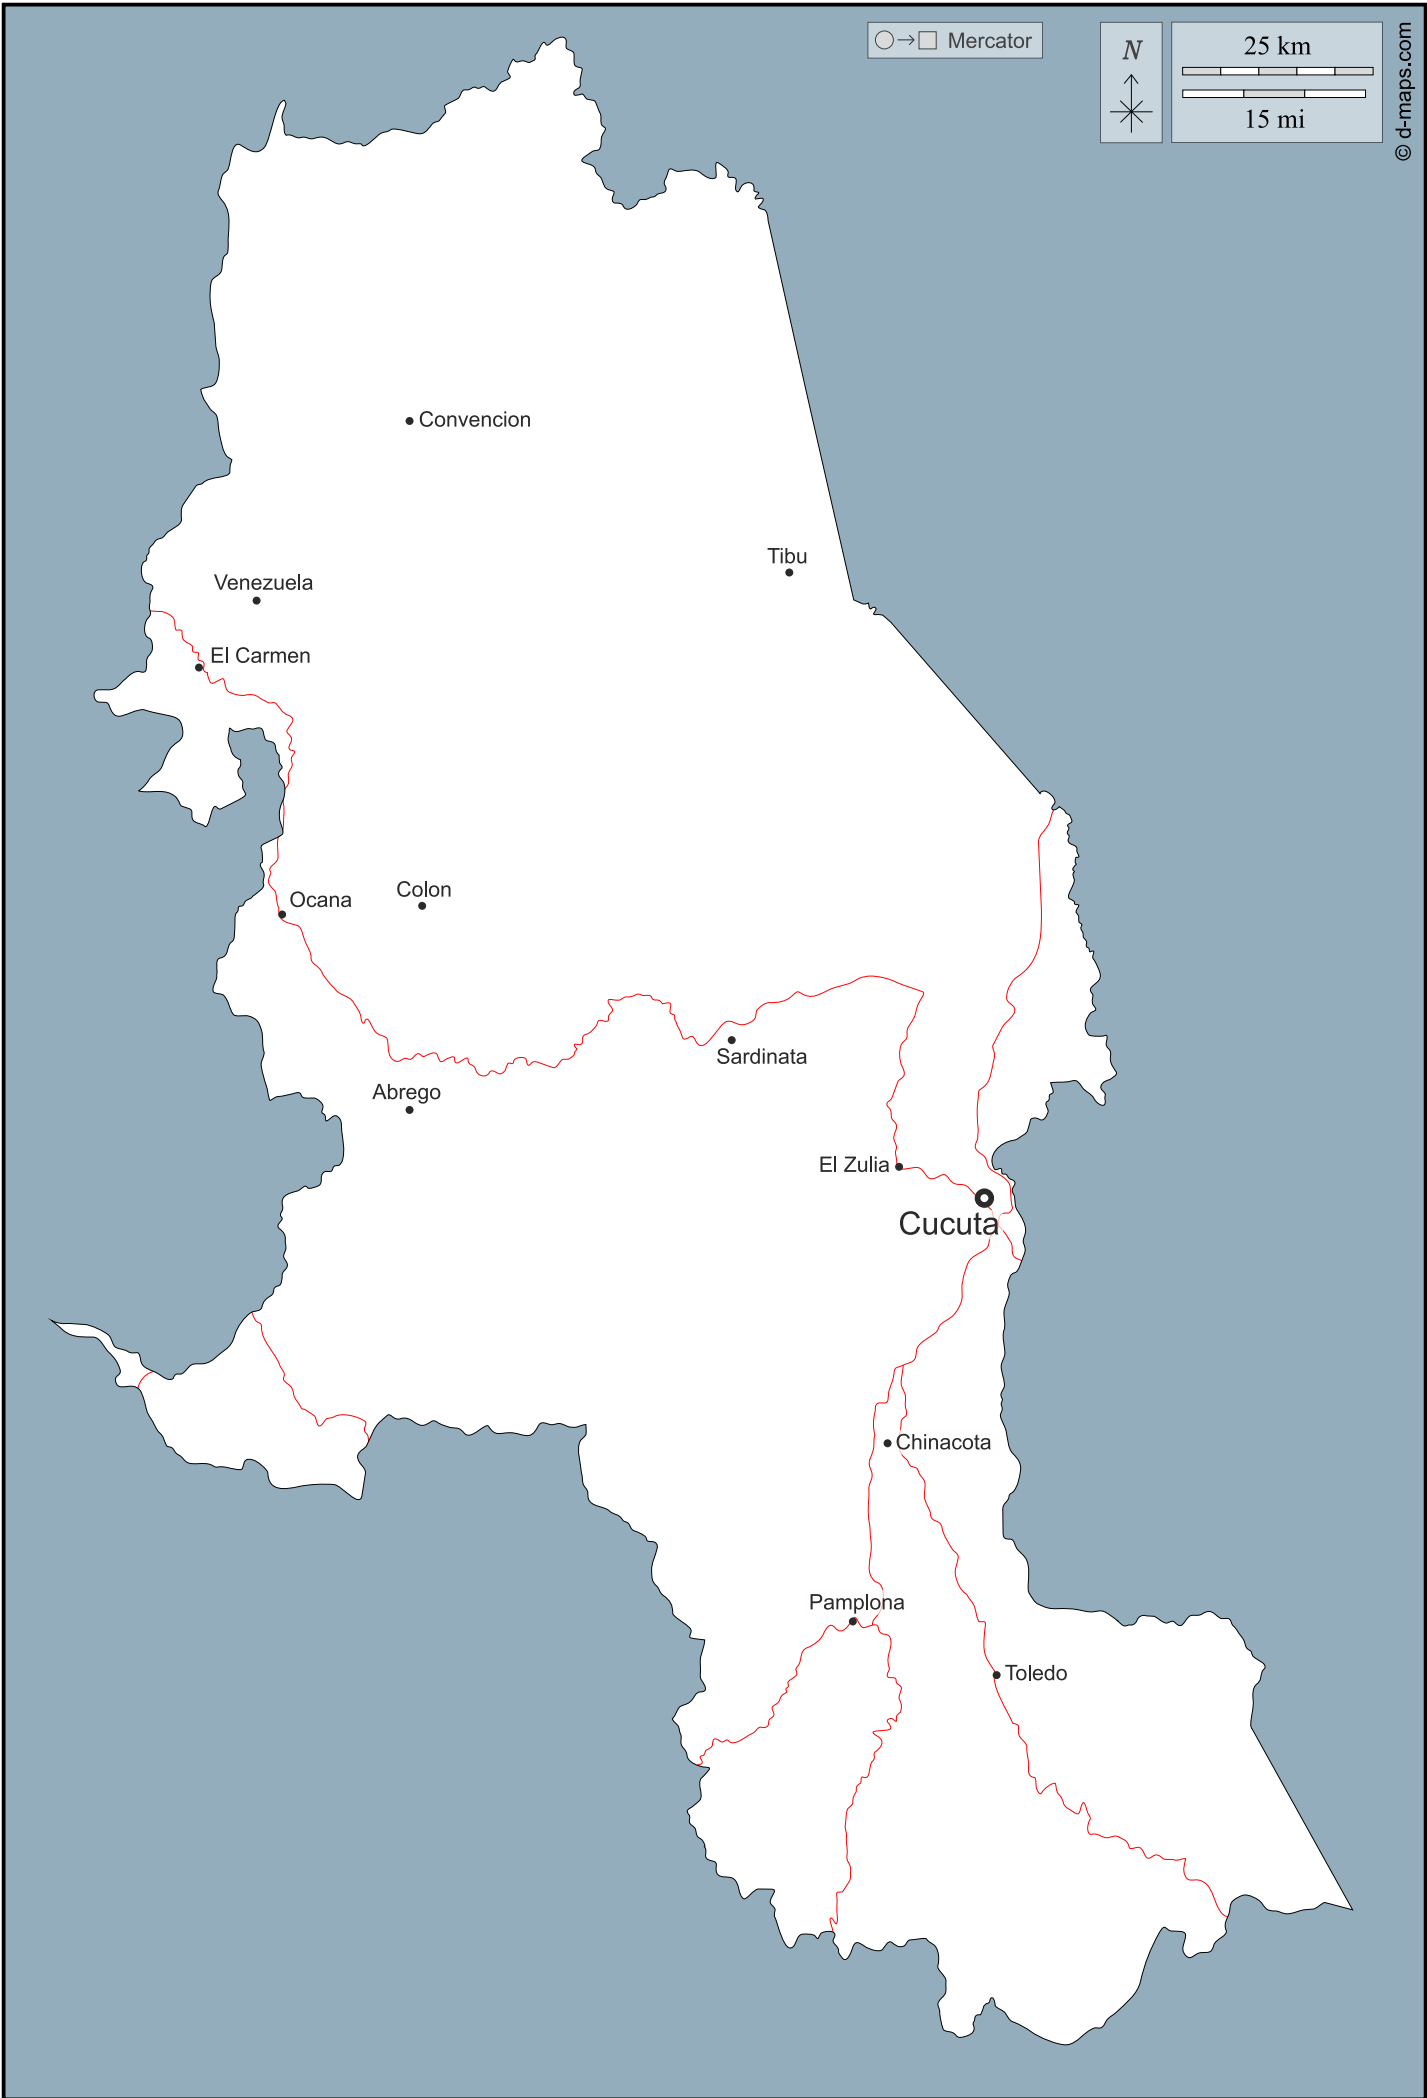 Mercator
N
25 km
15 mi
© d-maps.com
Convencion
Tibu
Venezuela
El Carmen
Colon
Ocana
Sardinata
Abrego
El Zulia
Cucuta
Chinacota
Pamplona
Toledo